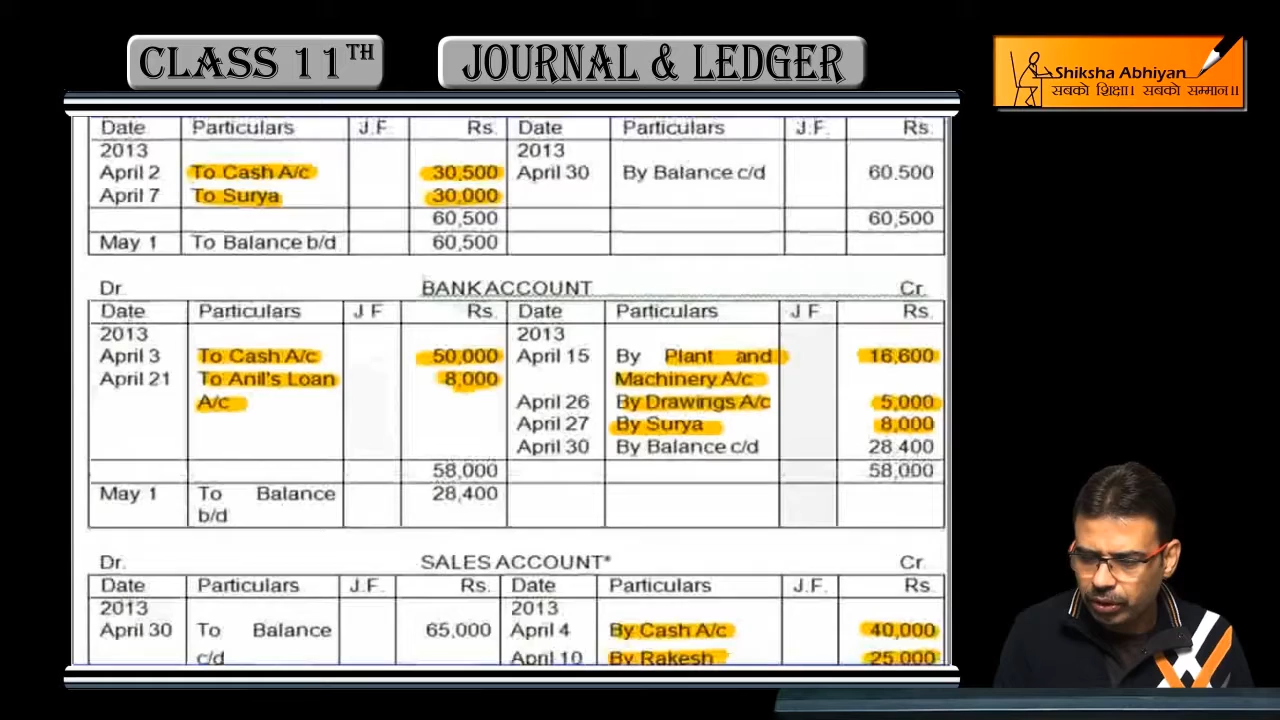 CLASS 11TH JOURNAL & LEDGER
Shiksha Abhiyan
सबको शिक्षा। सबको सम्मान॥
Date Particulars J.F. Rs. Date Particulars J.F. Rs.
2013 2013
April 2 To Cash A/c 30,500 April 30 By Balance c/d 60,500
April 7 To Surya 30,000
60,500 60,500
May 1 To Balance b/d 60,500
Dr. BANK ACCOUNT Cr.
Date Particulars J F Rs. Date Particulars J F Rs.
2013 2013
April 3 To Cash A/c 50,000 April 15 By Plant and 16,600
April 21 To Anil's Loan 8,000 Machinery A/c
A/c April 26 By Drawings A/c 5,000
April 27 By Surya 8,000
April 30 By Balance c/d 28,400
58,000 58,000
May 1 To Balance 28,400
b/d
Dr. SALES ACCOUNT* Cr.
Date Particulars J.F. Rs. Date Particulars J.F. Rs.
2013 2013
April 30 To Balance 65,000 April 4 By Cash A/c 40,000
c/d April 10 By Rakesh 25,000